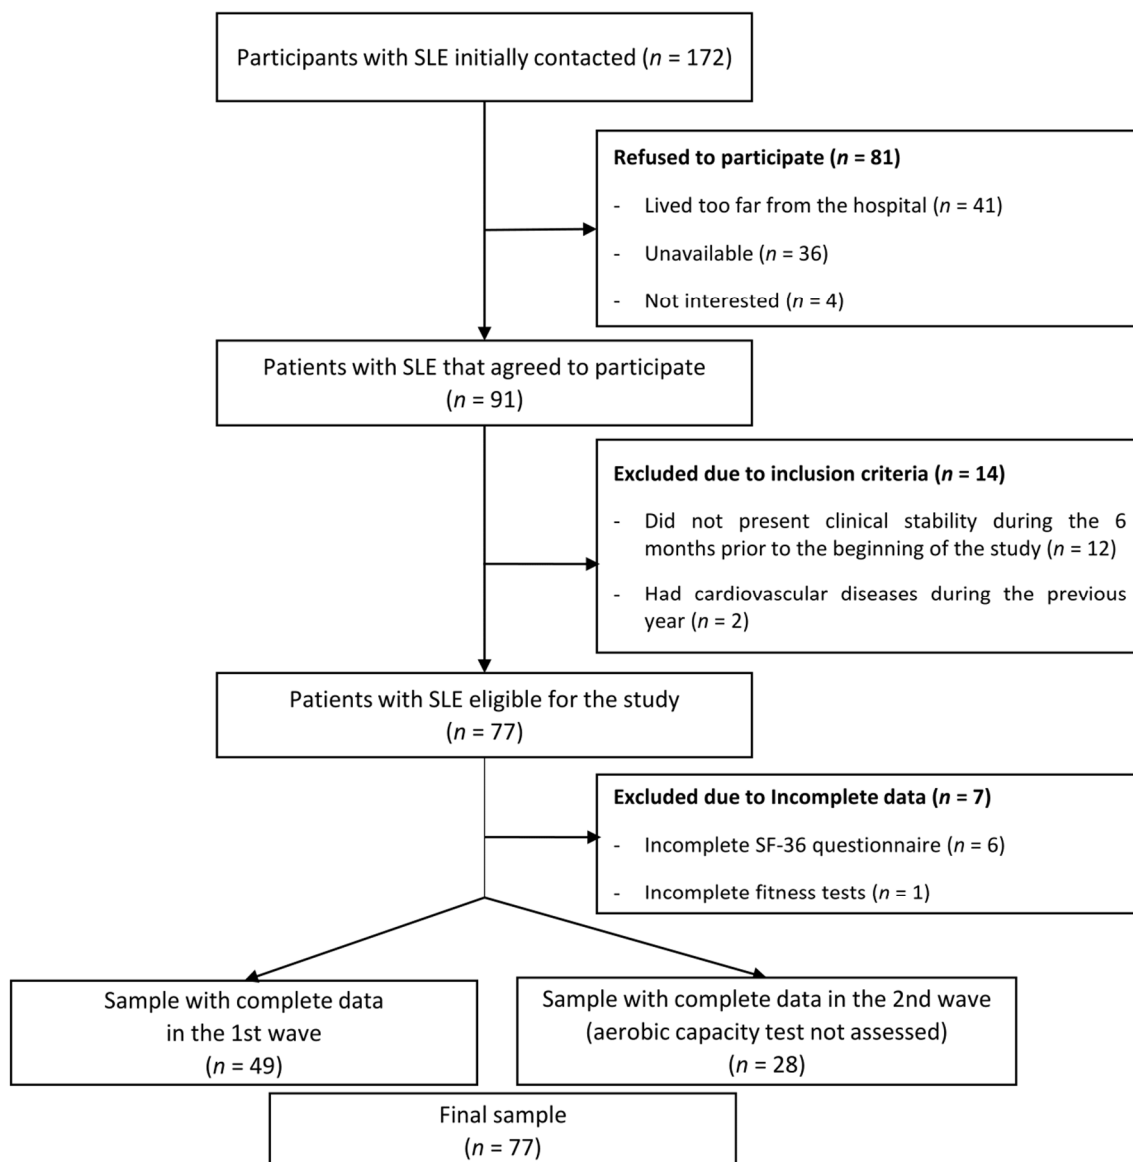 Participants with SLE initially contacted (n = 172)
Refused to participate (n = 81)
- Lived too far from the hospital (n = 41)
- Unavailable (n = 36)
- Not interested (n = 4)
Patients with SLE that agreed to participate
(n = 91)
Excluded due to inclusion criteria (n = 14)
- Did not present clinical stability during the 6
months prior to the beginning of the study (n = 12)
- Had cardiovascular diseases during the previous
year (n = 2)
Patients with SLE eligible for the study
(n = 77)
Excluded due to Incomplete data (n = 7)
- Incomplete SF-36 questionnaire (n = 6)
- Incomplete fitness tests (n = 1)
Sample with complete data
in the 1st wave
(n = 49)
Sample with complete data in the 2nd wave
(aerobic capacity test not assessed)
(n = 28)
Final sample
(n = 77)